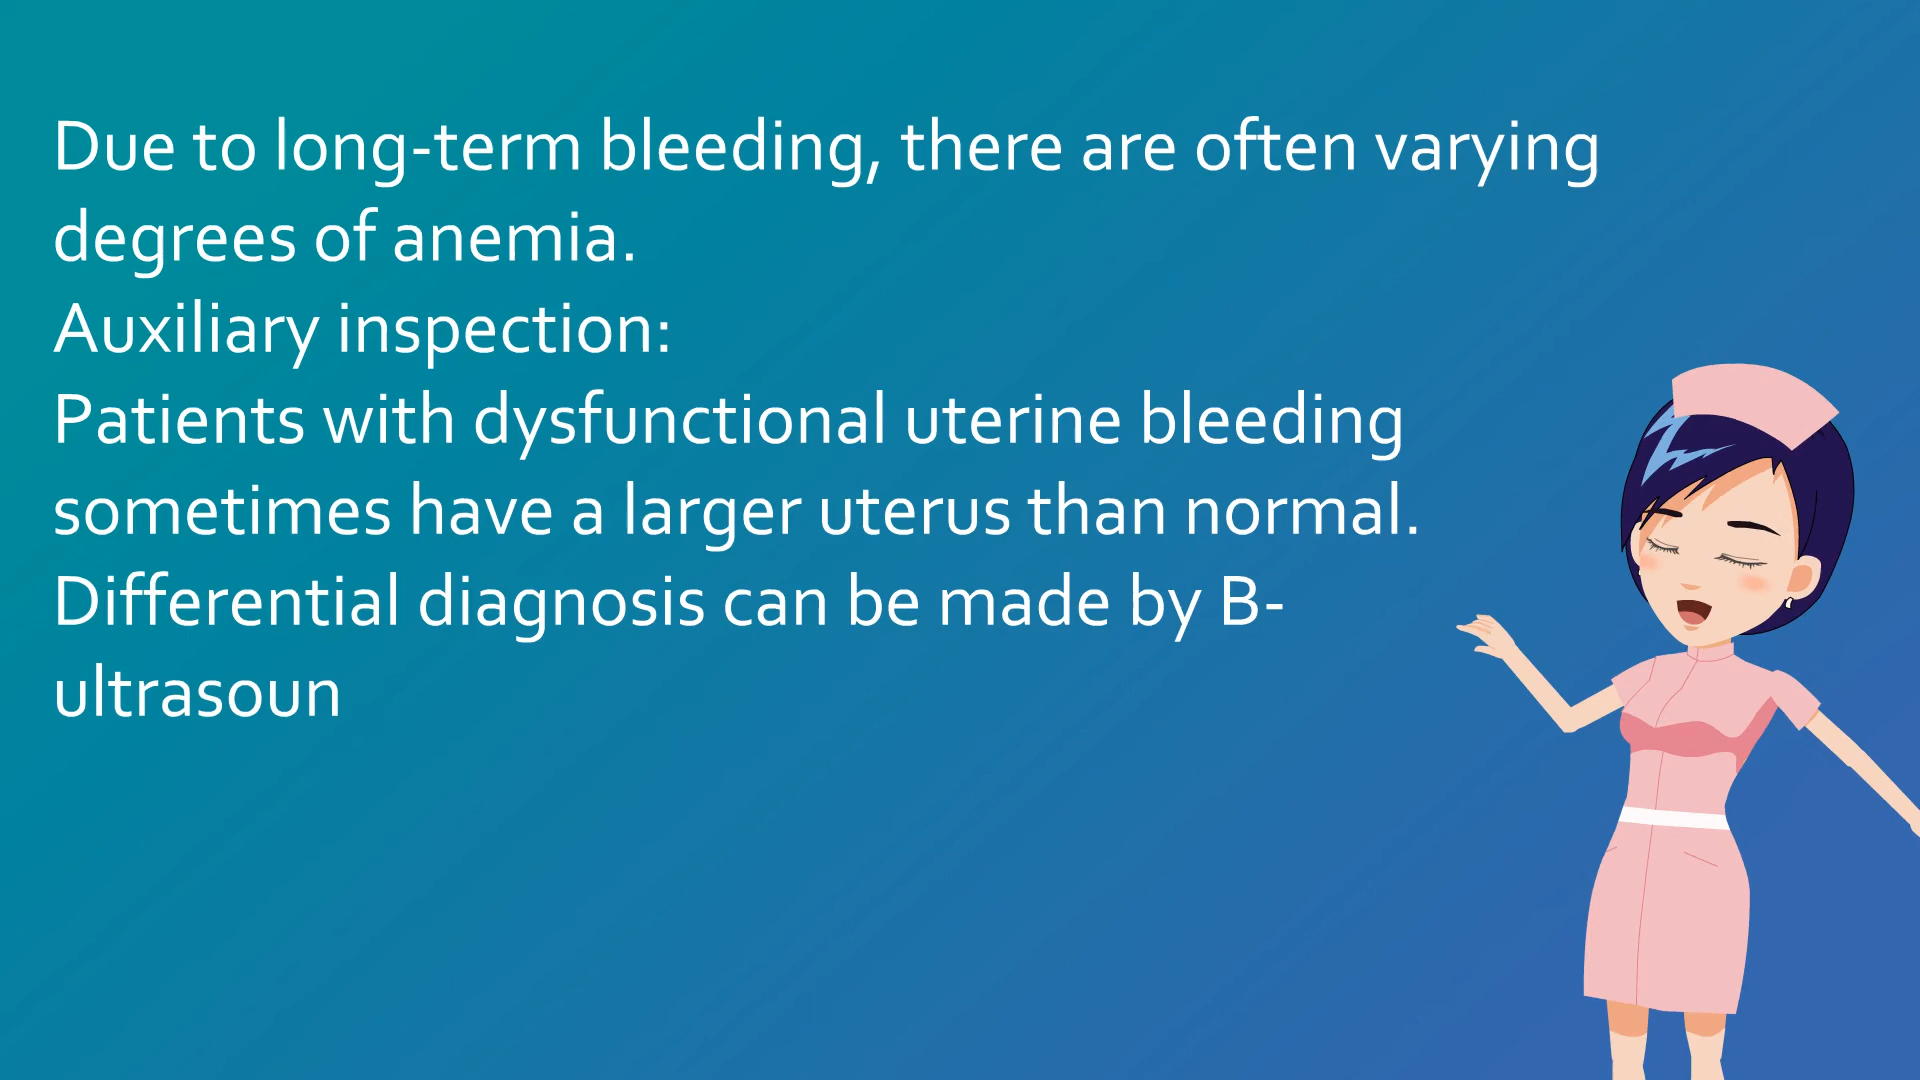 Due to long-term bleeding, there are often varying
degrees of anemia.
Auxiliary inspection:
Patients with dysfunctional uterine bleeding
sometimes have a larger uterus than normal.
Differential diagnosis can be made by B-
ultrasoun